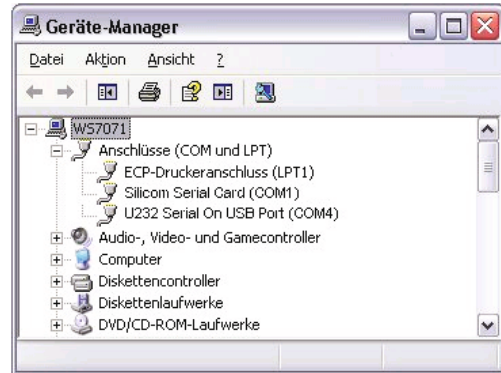 Geräte-Manager
Datei Aktion Ansicht ?
WS7071
Anschlüsse (COM und LPT)
ECP-Druckeranschluss (LPT1)
Silicom Serial Card (COM1)
U232 Serial On USB Port (COM4)
Audio-, Video- und Gamecontroller
Computer
Diskettencontroller
Diskettenlaufwerke
DVD/CD-ROM-Laufwerke